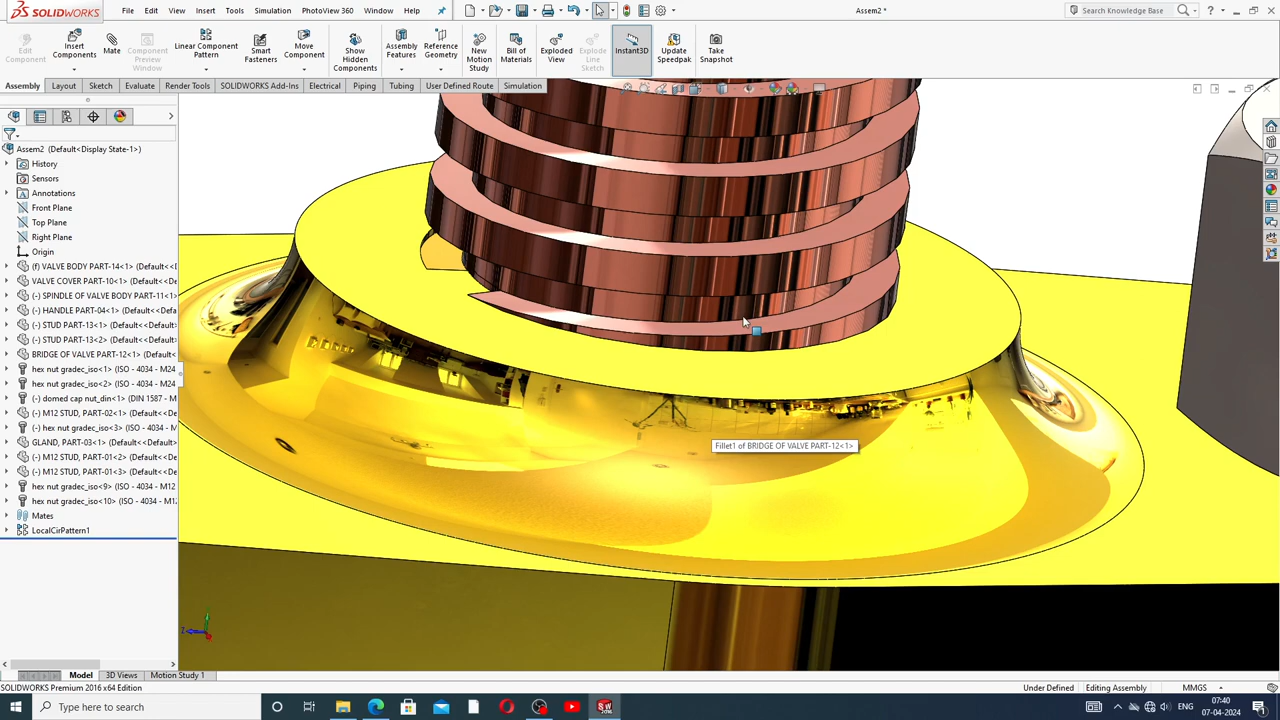 SOLIDWORKS File Edit View Insert Tools Simulation PhotoView 360 Window Help Assem2 * Search Knowledge Base
Edit Component
Insert Components
Mate
Component Preview Window
Linear Component Pattern
Smart Fasteners
Move Component
Show Hidden Components
Assembly Features
Reference Geometry
New Motion Study
Bill of Materials
Exploded View
Explode Line Sketch
Instant3D
Update Speedpak
Take Snapshot
Assembly Layout Sketch Evaluate Render Tools SOLIDWORKS Add-Ins Electrical Piping Tubing User Defined Route Simulation
Assem2 (Default<Display State-1>)
History
Sensors
Annotations
Front Plane
Top Plane
Right Plane
Origin
(f) VALVE BODY PART-14<1> (Default<<D
VALVE COVER PART-10<1> (Default<<
(-) SPINDLE OF VALVE BODY PART-11<1>
(-) HANDLE PART-04<1> (Default<<Def
(-) STUD PART-13<1> (Default<<Default
(-) STUD PART-13<2> (Default<<Default
BRIDGE OF VALVE PART-12<1> (Default<
hex nut gradec_iso<1> (ISO - 4034 - M24
hex nut gradec_iso<2> (ISO - 4034 - M24
(-) domed cap nut_din<1> (DIN 1587 - M
(-) M12 STUD, PART-02<1> (Default<<De
(-) hex nut gradec_iso<3> (ISO - 4034 - M
GLAND, PART-03<1> (Default<<Default
(-) M12 STUD, PART-01<2> (Default<<De
(-) M12 STUD, PART-01<3> (Default<<De
hex nut gradec_iso<9> (ISO - 4034 - M12
hex nut gradec_iso<10> (ISO - 4034 - M12
Mates
LocalCirPattern1
Fillet1 of BRIDGE OF VALVE PART-12<1>
Model 3D Views Motion Study 1
SOLIDWORKS Premium 2016 x64 Edition Under Defined Editing Assembly MMGS
Type here to search
ENG
07:40
07-04-2024